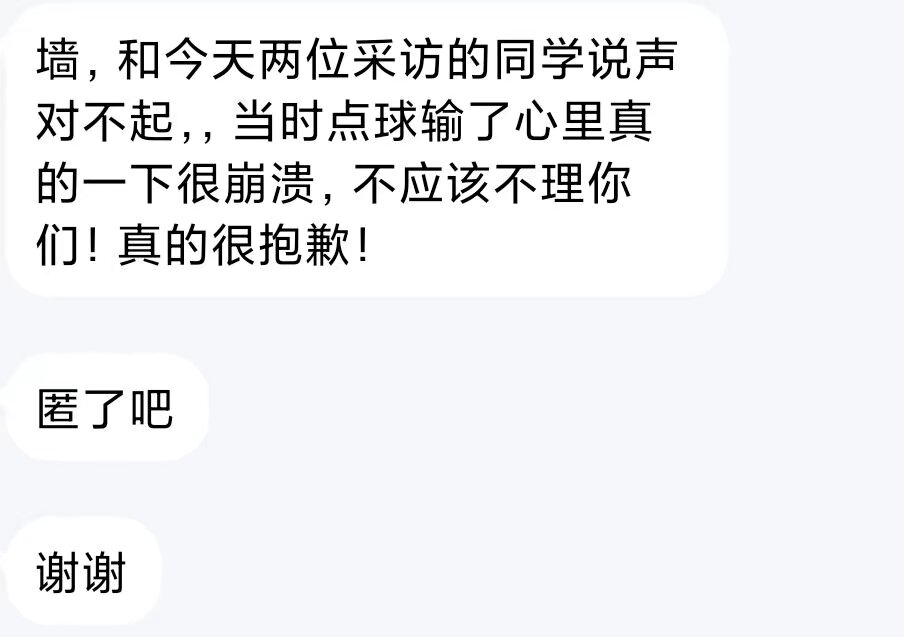 墙，和今天两位采访的同学说声
对不起，，当时点球输了心里真
的一下很崩溃，不应该不理你
们！真的很抱歉！
匿了吧
谢谢